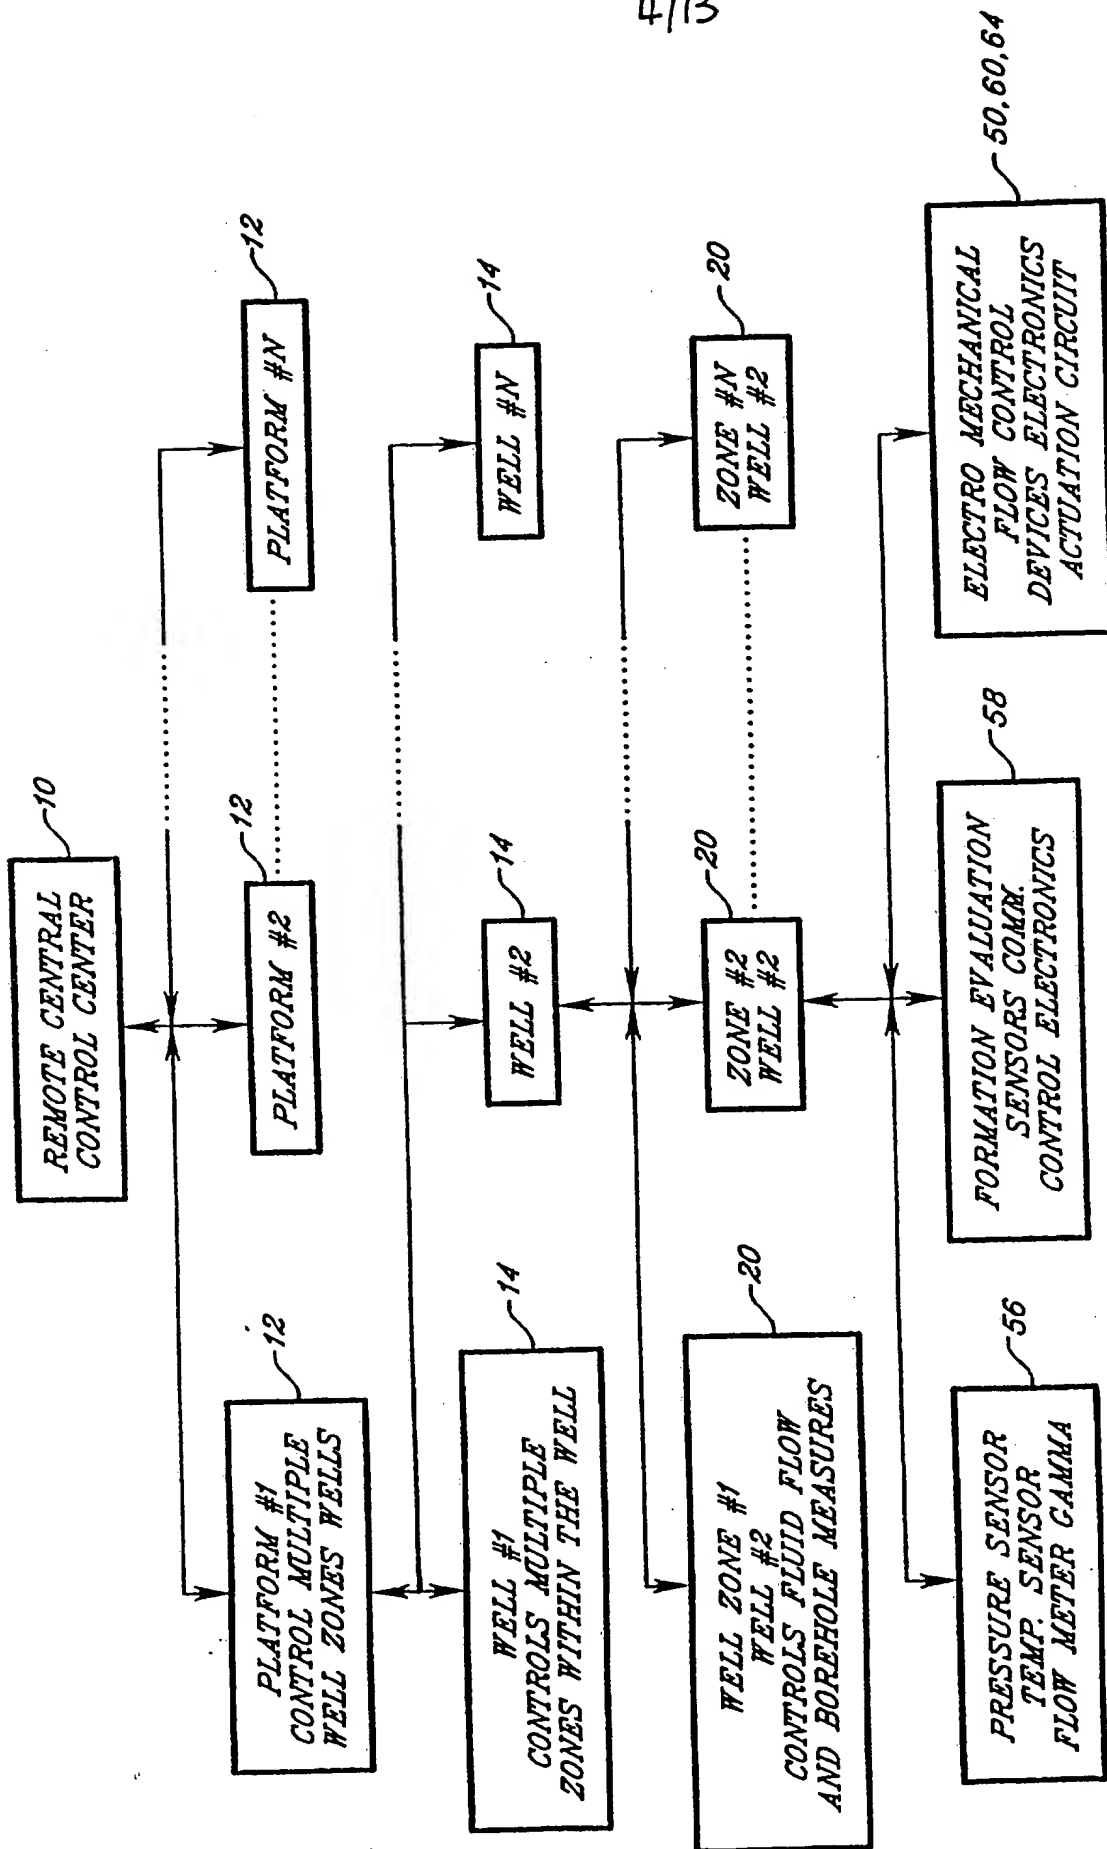 4/13
REMOTE CENTRAL
CONTROL CENTER
10
PLATFORM #1
CONTROL MULTIPLE
WELL ZONES WELLS
12
PLATFORM #2
12
PLATFORM #N
12
WELL #1
CONTROLS MULTIPLE
ZONES WITHIN THE WELL
14
WELL #2
14
WELL #N
14
WELL ZONE #1
WELL #2
CONTROLS FLUID FLOW
AND BOREHOLE MEASURES
20
ZONE #2
WELL #2
20
ZONE #N
WELL #2
20
PRESSURE SENSOR
TEMP. SENSOR
FLOW METER GAMMA
56
FORMATION EVALUATION
SENSORS COMM.
CONTROL ELECTRONICS
58
ELECTRO MECHANICAL
FLOW CONTROL
DEVICES ELECTRONICS
ACTUATION CIRCUIT
50,60,64